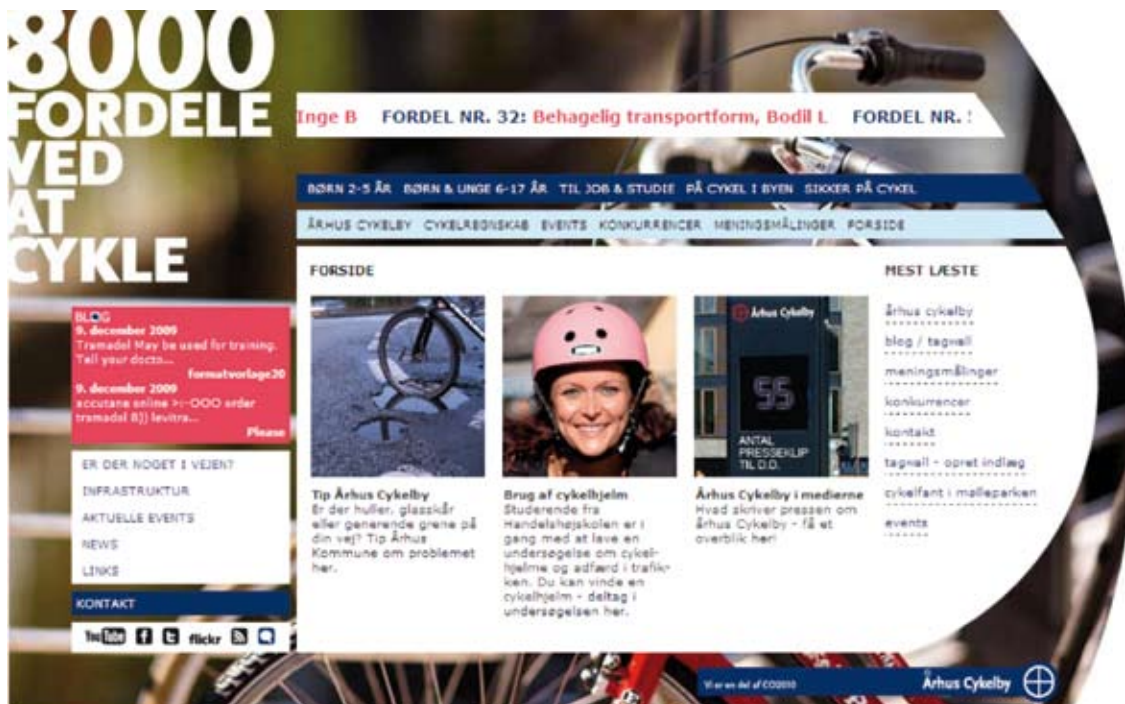 8000
FORDELE
VED
AT
CYKLE
Inge B FORDEL NR. 32: Behagelig transportform, Bodil L FORDEL NR.
BØRN 2-5 ÅR BØRN & UNGE 6-17 ÅR TIL JOB & STUDIE PÅ CYKEL I BYEN SIKKER PÅ CYKEL
ÅRHUS CYKELBY CYKELREGNSKAB EVENTS KONKURRENCER MENINGSMÅLINGER FORSIDE
BLOG
9. december 2009
Tramadol May be used for training.
Tell your docto...
formatvorlage20
9. december 2009
accutane online >:-OOO order
tramadol 8)) levitra...
Please
ER DER NOGET I VEJEN?
INFRASTRUKTUR
AKTUELLE EVENTS
NEWS
LINKS
KONTAKT
YouTube flickr
FORSIDE
Århus Cykelby
55
ANTAL
PRESSEKLIP
TIL D.D.
Tip Århus Cykelby
Er der huller, glasskår
eller generende grene på
din vej? Tip Århus
Kommune om problemet
her.
Brug af cykelhjelm
Studerende fra
Handelshøjskolen er i
gang med at lave en
undersøgelse om cykel-
hjelme og adfærd i trafik-
ken. Du kan vinde en
cykelhjelm - deltag i
undersøgelsen her.
Århus Cykelby i medierne
Hvad skriver pressen om
århus Cykelby - få et
overblik her!
MEST LÆSTE
århus cykelby
blog / tagwall
meningsmålinger
konkurrencer
kontakt
tagwall - opret indlæg
cykelfant i mølleparken
events
Vi er en del af CO2030
Århus Cykelby